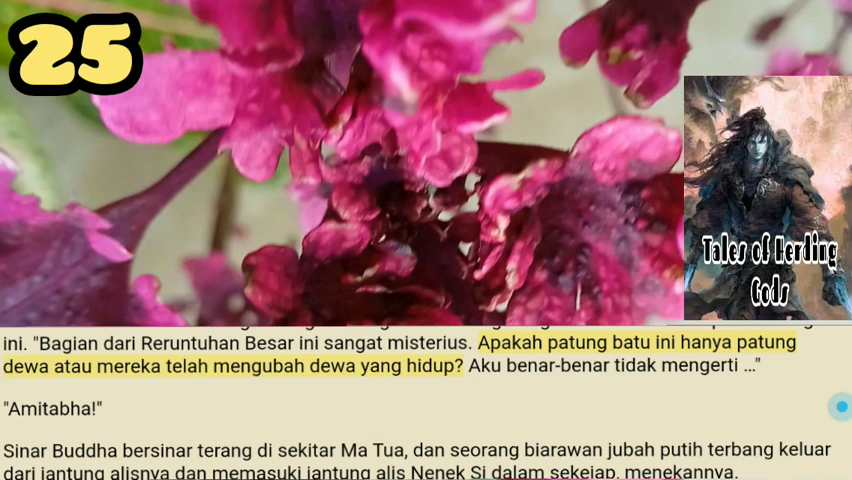 25
Tales of Herding
Gods
ini. "Bagian dari Reruntuhan Besar ini sangat misterius. Apakah patung batu ini hanya patung
dewa atau mereka telah mengubah dewa yang hidup? Aku benar-benar tidak mengerti ..."
"Amitabha!"
Sinar Buddha bersinar terang di sekitar Ma Tua, dan seorang biarawan jubah putih terbang keluar
dari jantung alisnya dan memasuki jantung alis Nenek Si dalam sekejap, menekannya.